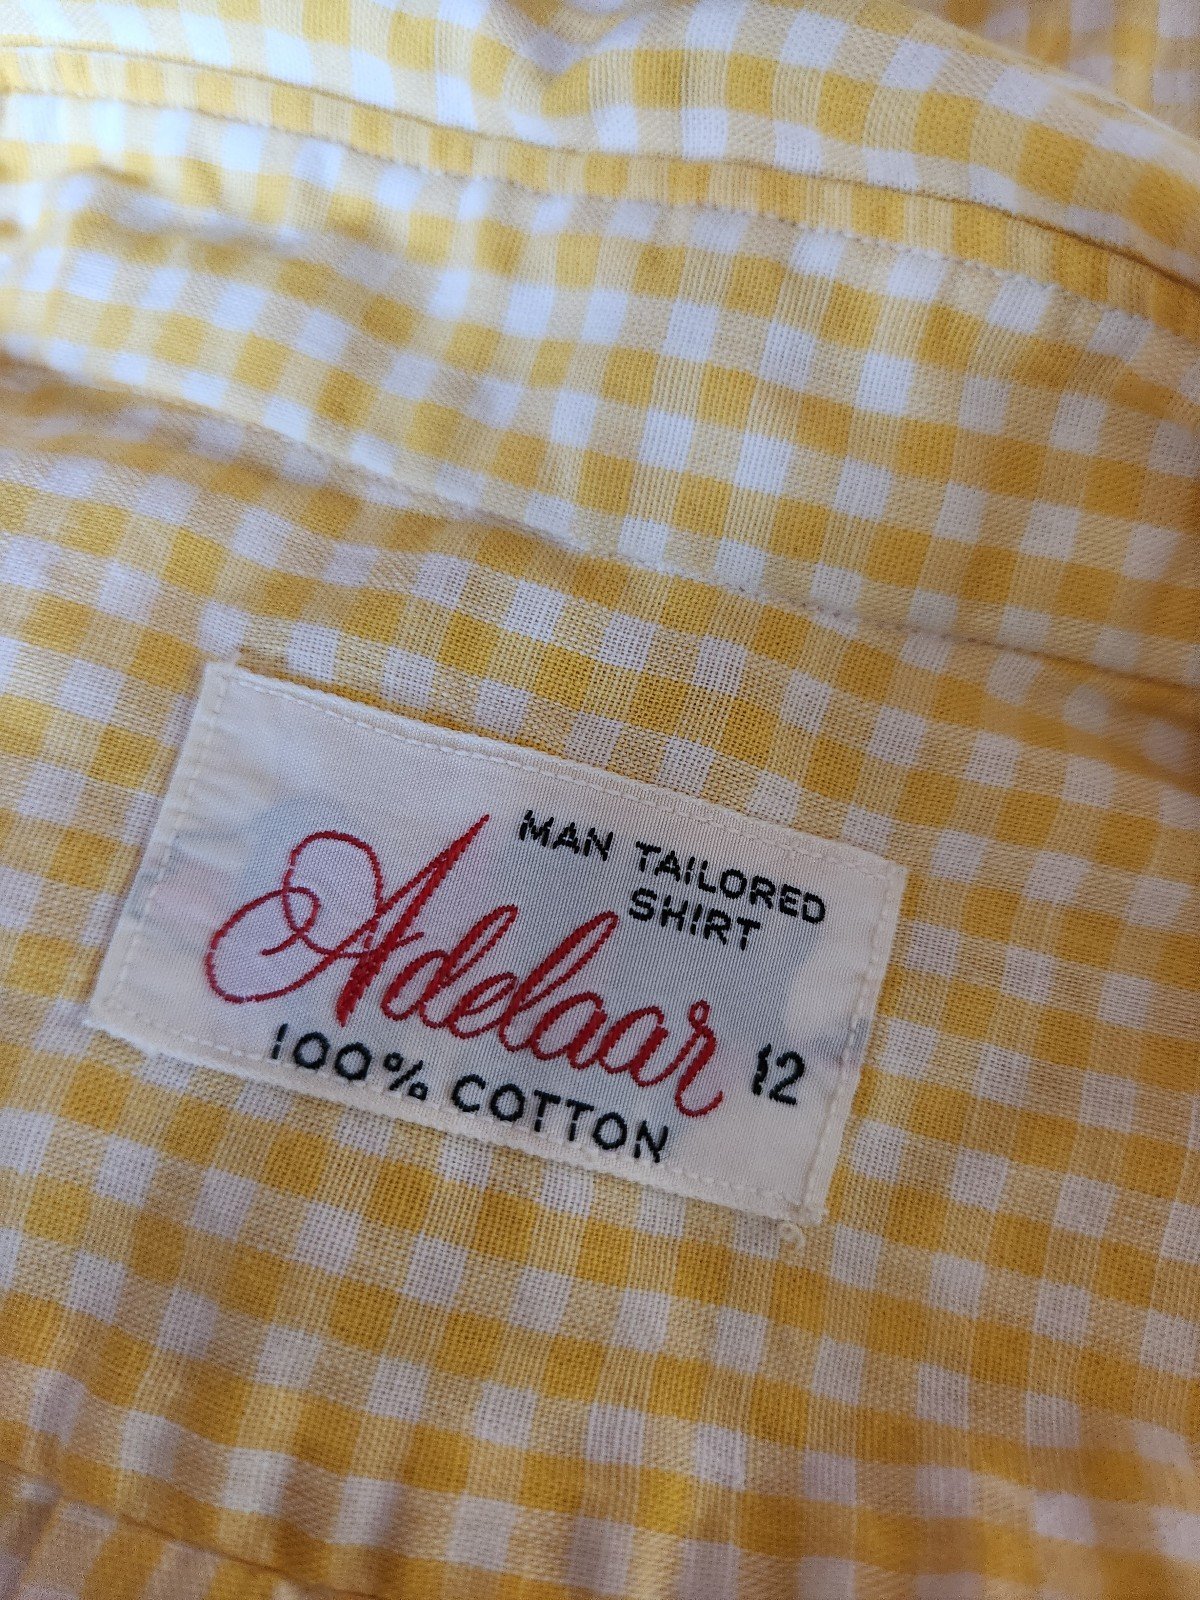 MAN TAILORED
SHIRT
Adelaar
12
100% COTTON